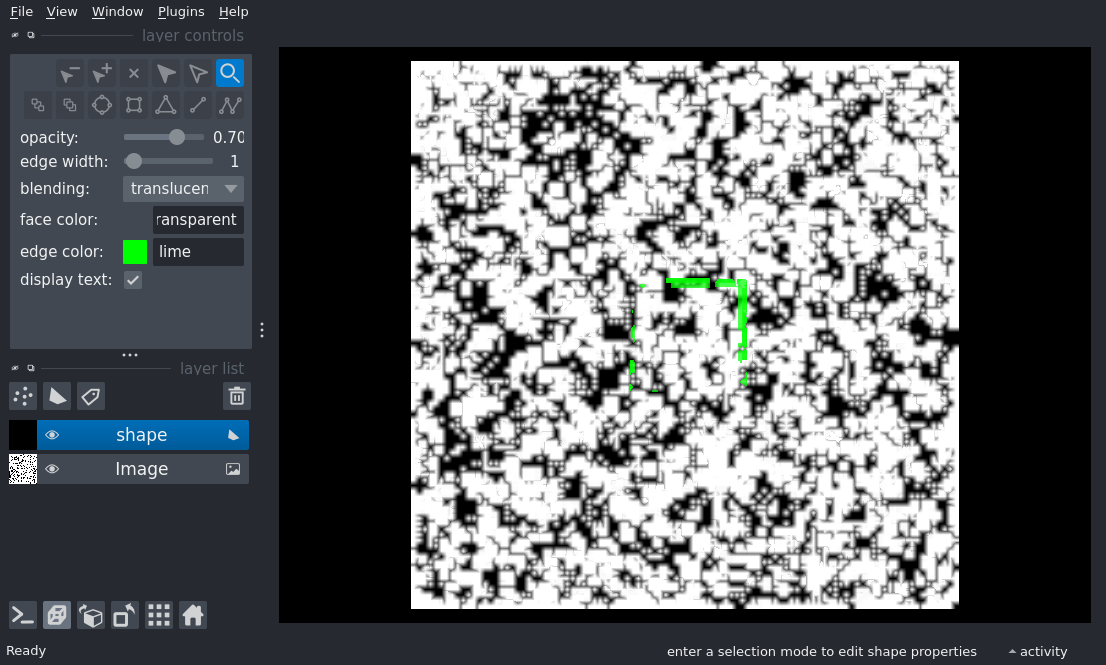 File View Window Plugins Help
layer controls
opacity: 0.70
edge width: 1
blending: translucen
face color: ransparent
edge color: lime
display text:
layer list
shape
Image
Ready
enter a selection mode to edit shape properties
activity